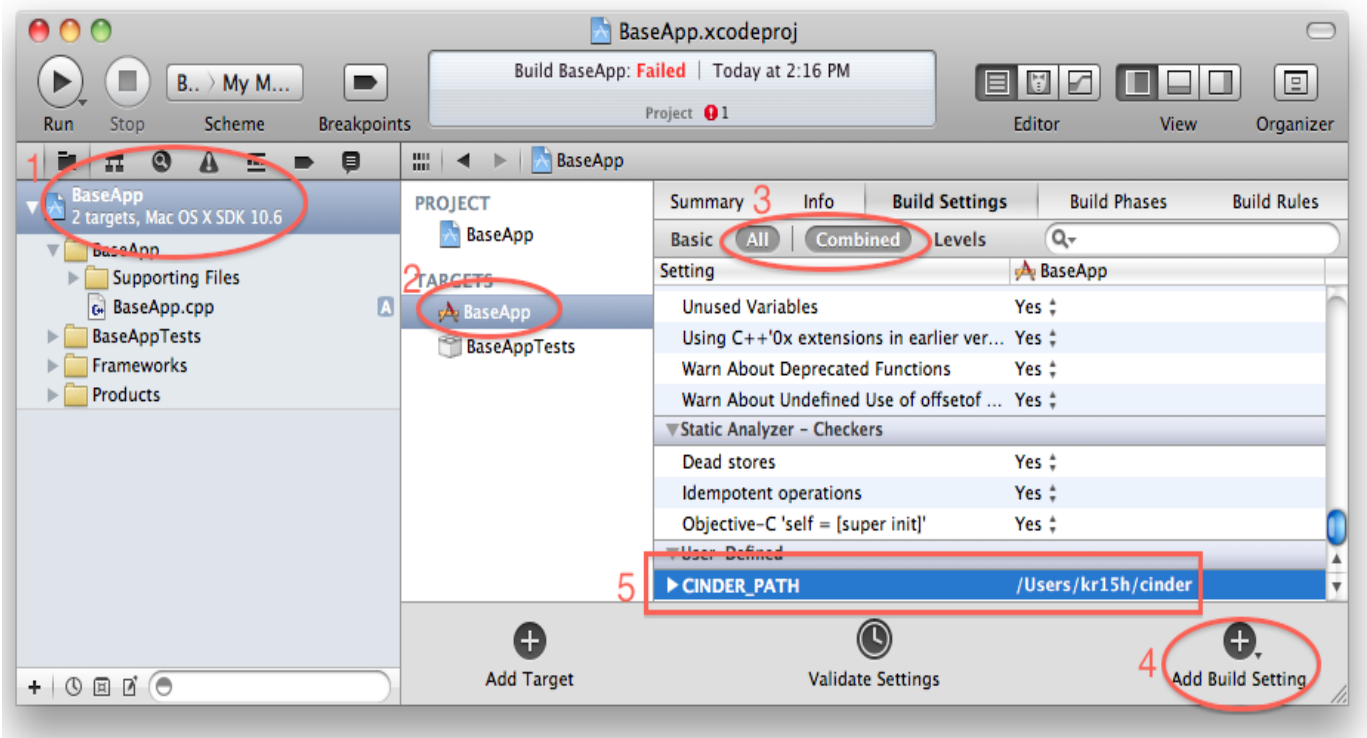 BaseApp.xcodeproj
Build BaseApp: Failed | Today at 2:16 PM
Project 1
B.. 〉 My M...
Run Stop Scheme Breakpoints Editor View Organizer
1
BaseApp
2 targets, Mac OS X SDK 10.6
BaseApp
Supporting Files
BaseApp.cpp A
BaseAppTests
Frameworks
Products
BaseApp
PROJECT
BaseApp
2
TARGETS
BaseApp
BaseAppTests
Summary 3 Info Build Settings Build Phases Build Rules
Basic All | Combined Levels
Setting BaseApp
Unused Variables Yes
Using C++'0x extensions in earlier ver... Yes
Warn About Deprecated Functions Yes
Warn About Undefined Use of offsetof ... Yes
Static Analyzer - Checkers
Dead stores Yes
Idempotent operations Yes
Objective-C 'self = [super init]' Yes
User-Defined
5 CINDER_PATH /Users/kr15h/cinder
Add Target Validate Settings 4 Add Build Setting